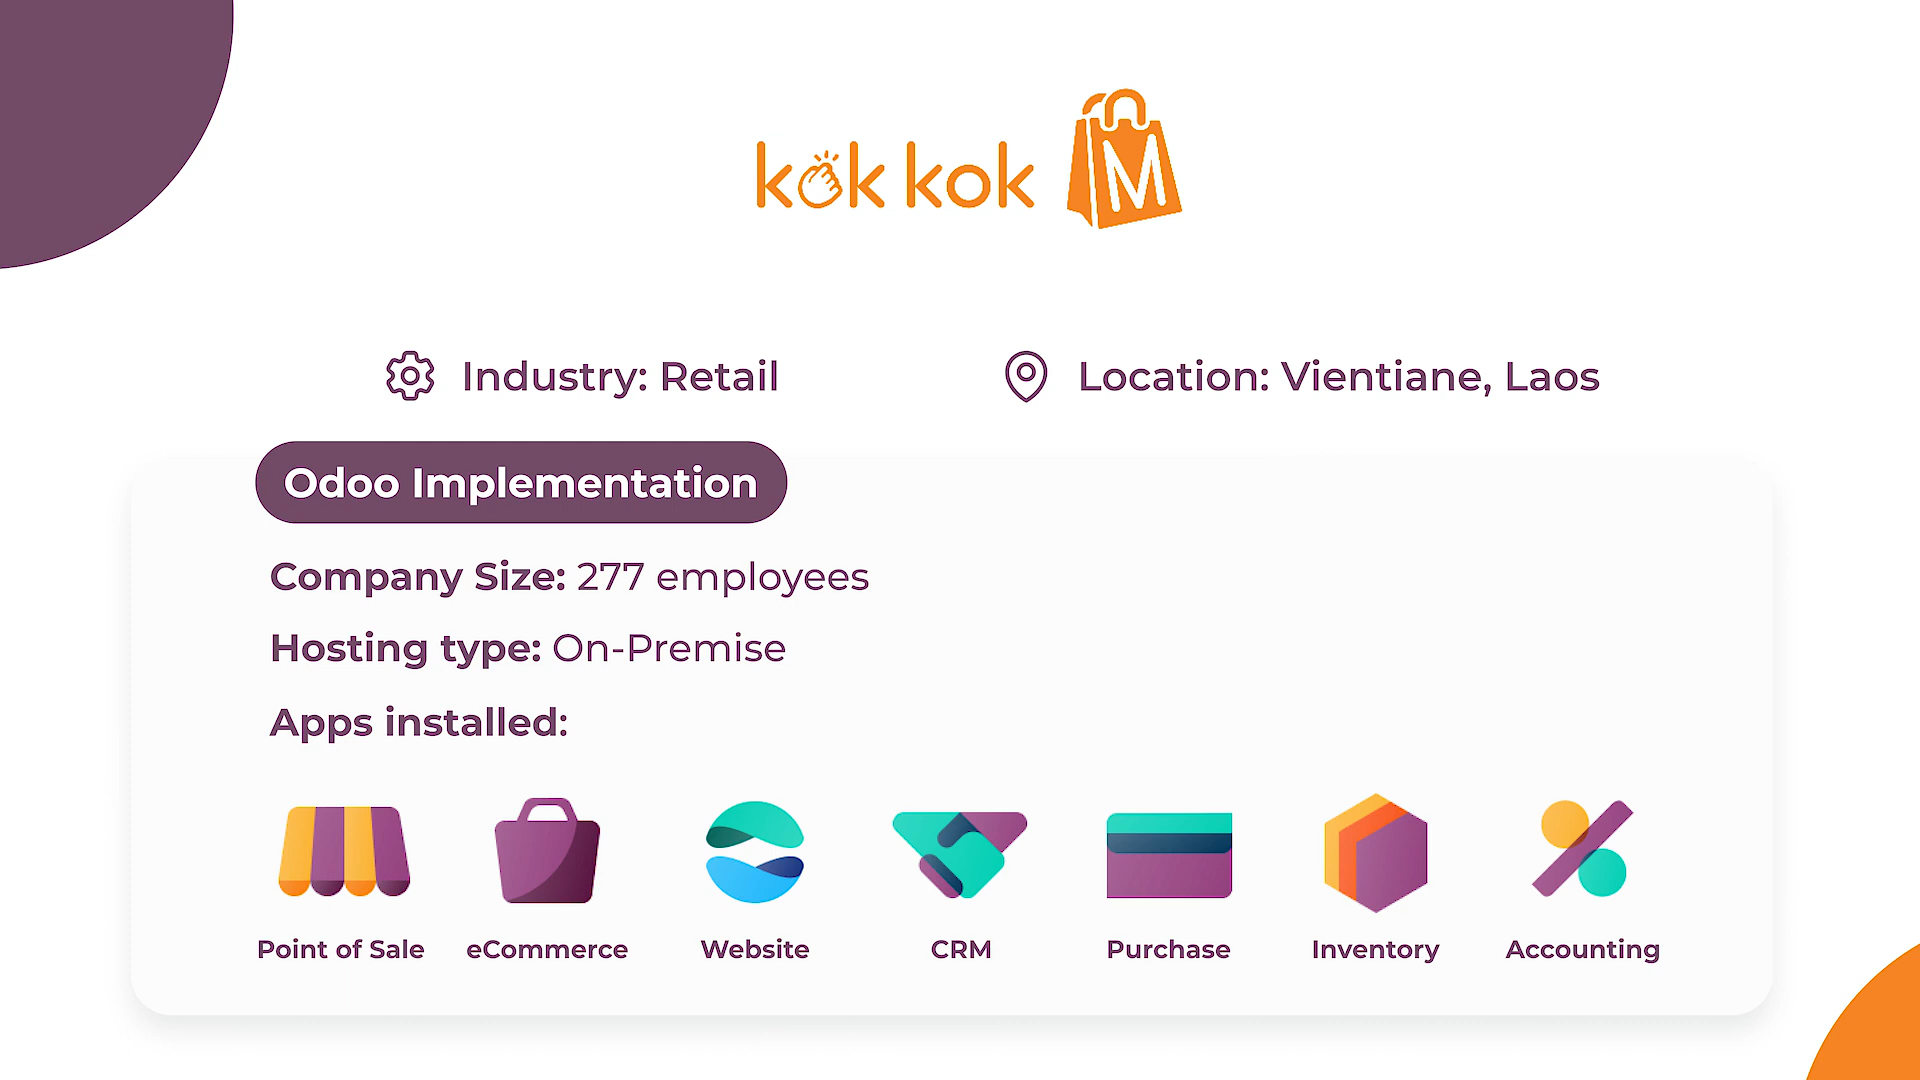 kok kok M
Industry: Retail
Location: Vientiane, Laos
Odoo Implementation
Company Size: 277 employees
Hosting type: On-Premise
Apps installed:
Point of Sale
eCommerce
Website
CRM
Purchase
Inventory
Accounting